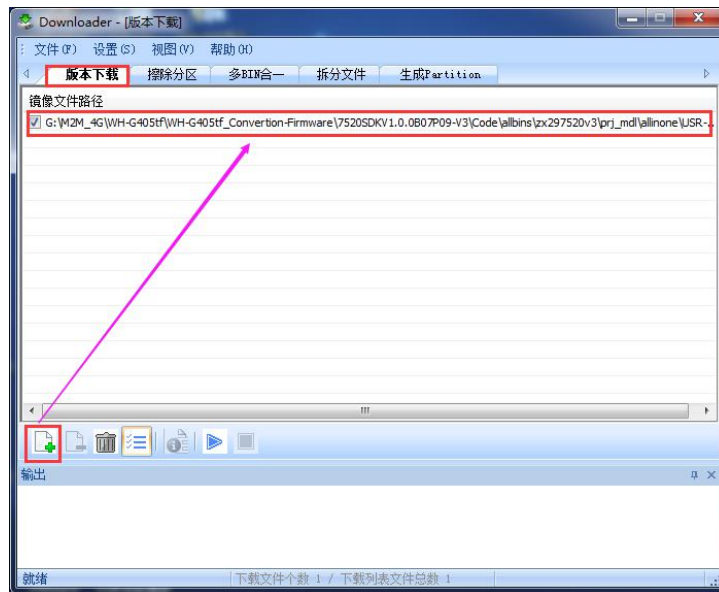 Downloader - [版本下载]
文件(F) 设置(S) 视图(V) 帮助(H)
版本下载 擦除分区 多BIN合一 拆分文件 生成Partition
镜像文件路径
G:\M2M_4G\WH-G405tf\WH-G405tf_Convertion-Firmware\7520SDKV1.0.0B07P09-V3\Code\allbins\zx297520v3\prj_mdl\allinone\USR-..
输出
就绪 下载文件个数 1 / 下载列表文件总数 1